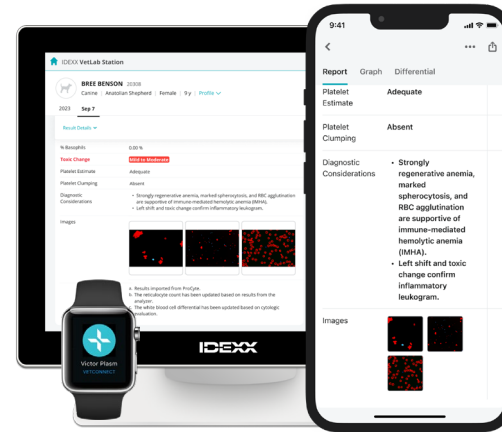 IDEXX VetLab Station
BREE BENSON 20308
Canine | Anatolian Shepherd | Female | 9 y | Profile
2023 Sep 7
Result Details
% Basophils 0.00 %
Toxic Change Mild to Moderate
Platelet Estimate Adequate
Platelet Clumping Absent
Diagnostic
Considerations
• Strongly regenerative anemia, marked spherocytosis, and RBC agglutination
are supportive of immune-mediated hemolytic anemia (IMHA).
• Left shift and toxic change confirm inflammatory leukogram.
Images
a. Results imported from ProCyte.
b. The reticulocyte count has been updated based on results from the
analyzer.
c. The white blood cell differential has been updated based on cytologic
evaluation.
IDEXX
Victor Plasm
VETCONNECT
9:41
Report Graph Differential
Platelet
Estimate
Adequate
Platelet
Clumping
Absent
Diagnostic
Considerations
• Strongly
regenerative anemia,
marked
spherocytosis, and
RBC agglutination
are supportive of
immune-mediated
hemolytic anemia
(IMHA).
• Left shift and toxic
change confirm
inflammatory
leukogram.
Images